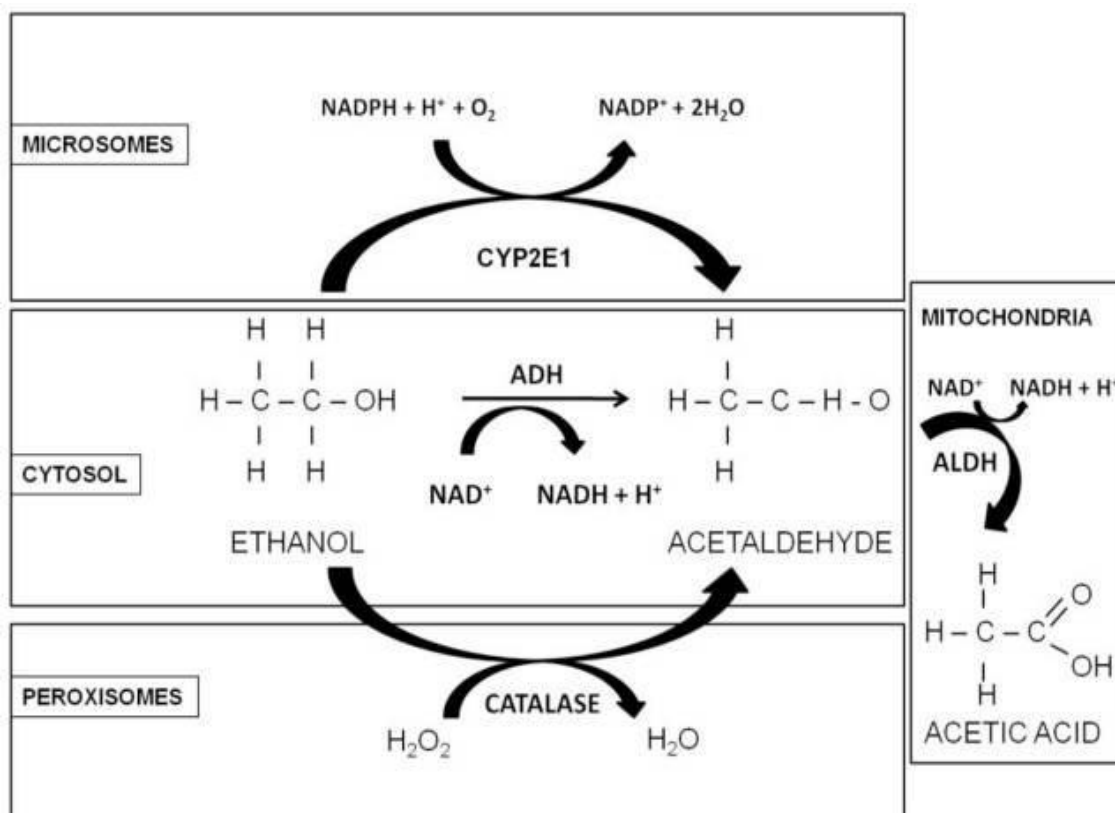 NADPH + H⁺ + O₂
NADP⁺ + 2H₂O
MICROSOMES
CYP2E1
H H
H – C – C – OH
H H
ADH
NAD⁺
NADH + H⁺
H
H – C – C – H - O
H
CYTOSOL
ETHANOL
ACETALDEHYDE
PEROXISOMES
CATALASE
H₂O₂
H₂O
MITOCHONDRIA
NAD⁺
NADH + H⁺
ALDH
H
O
H – C – C
OH
H
ACETIC ACID